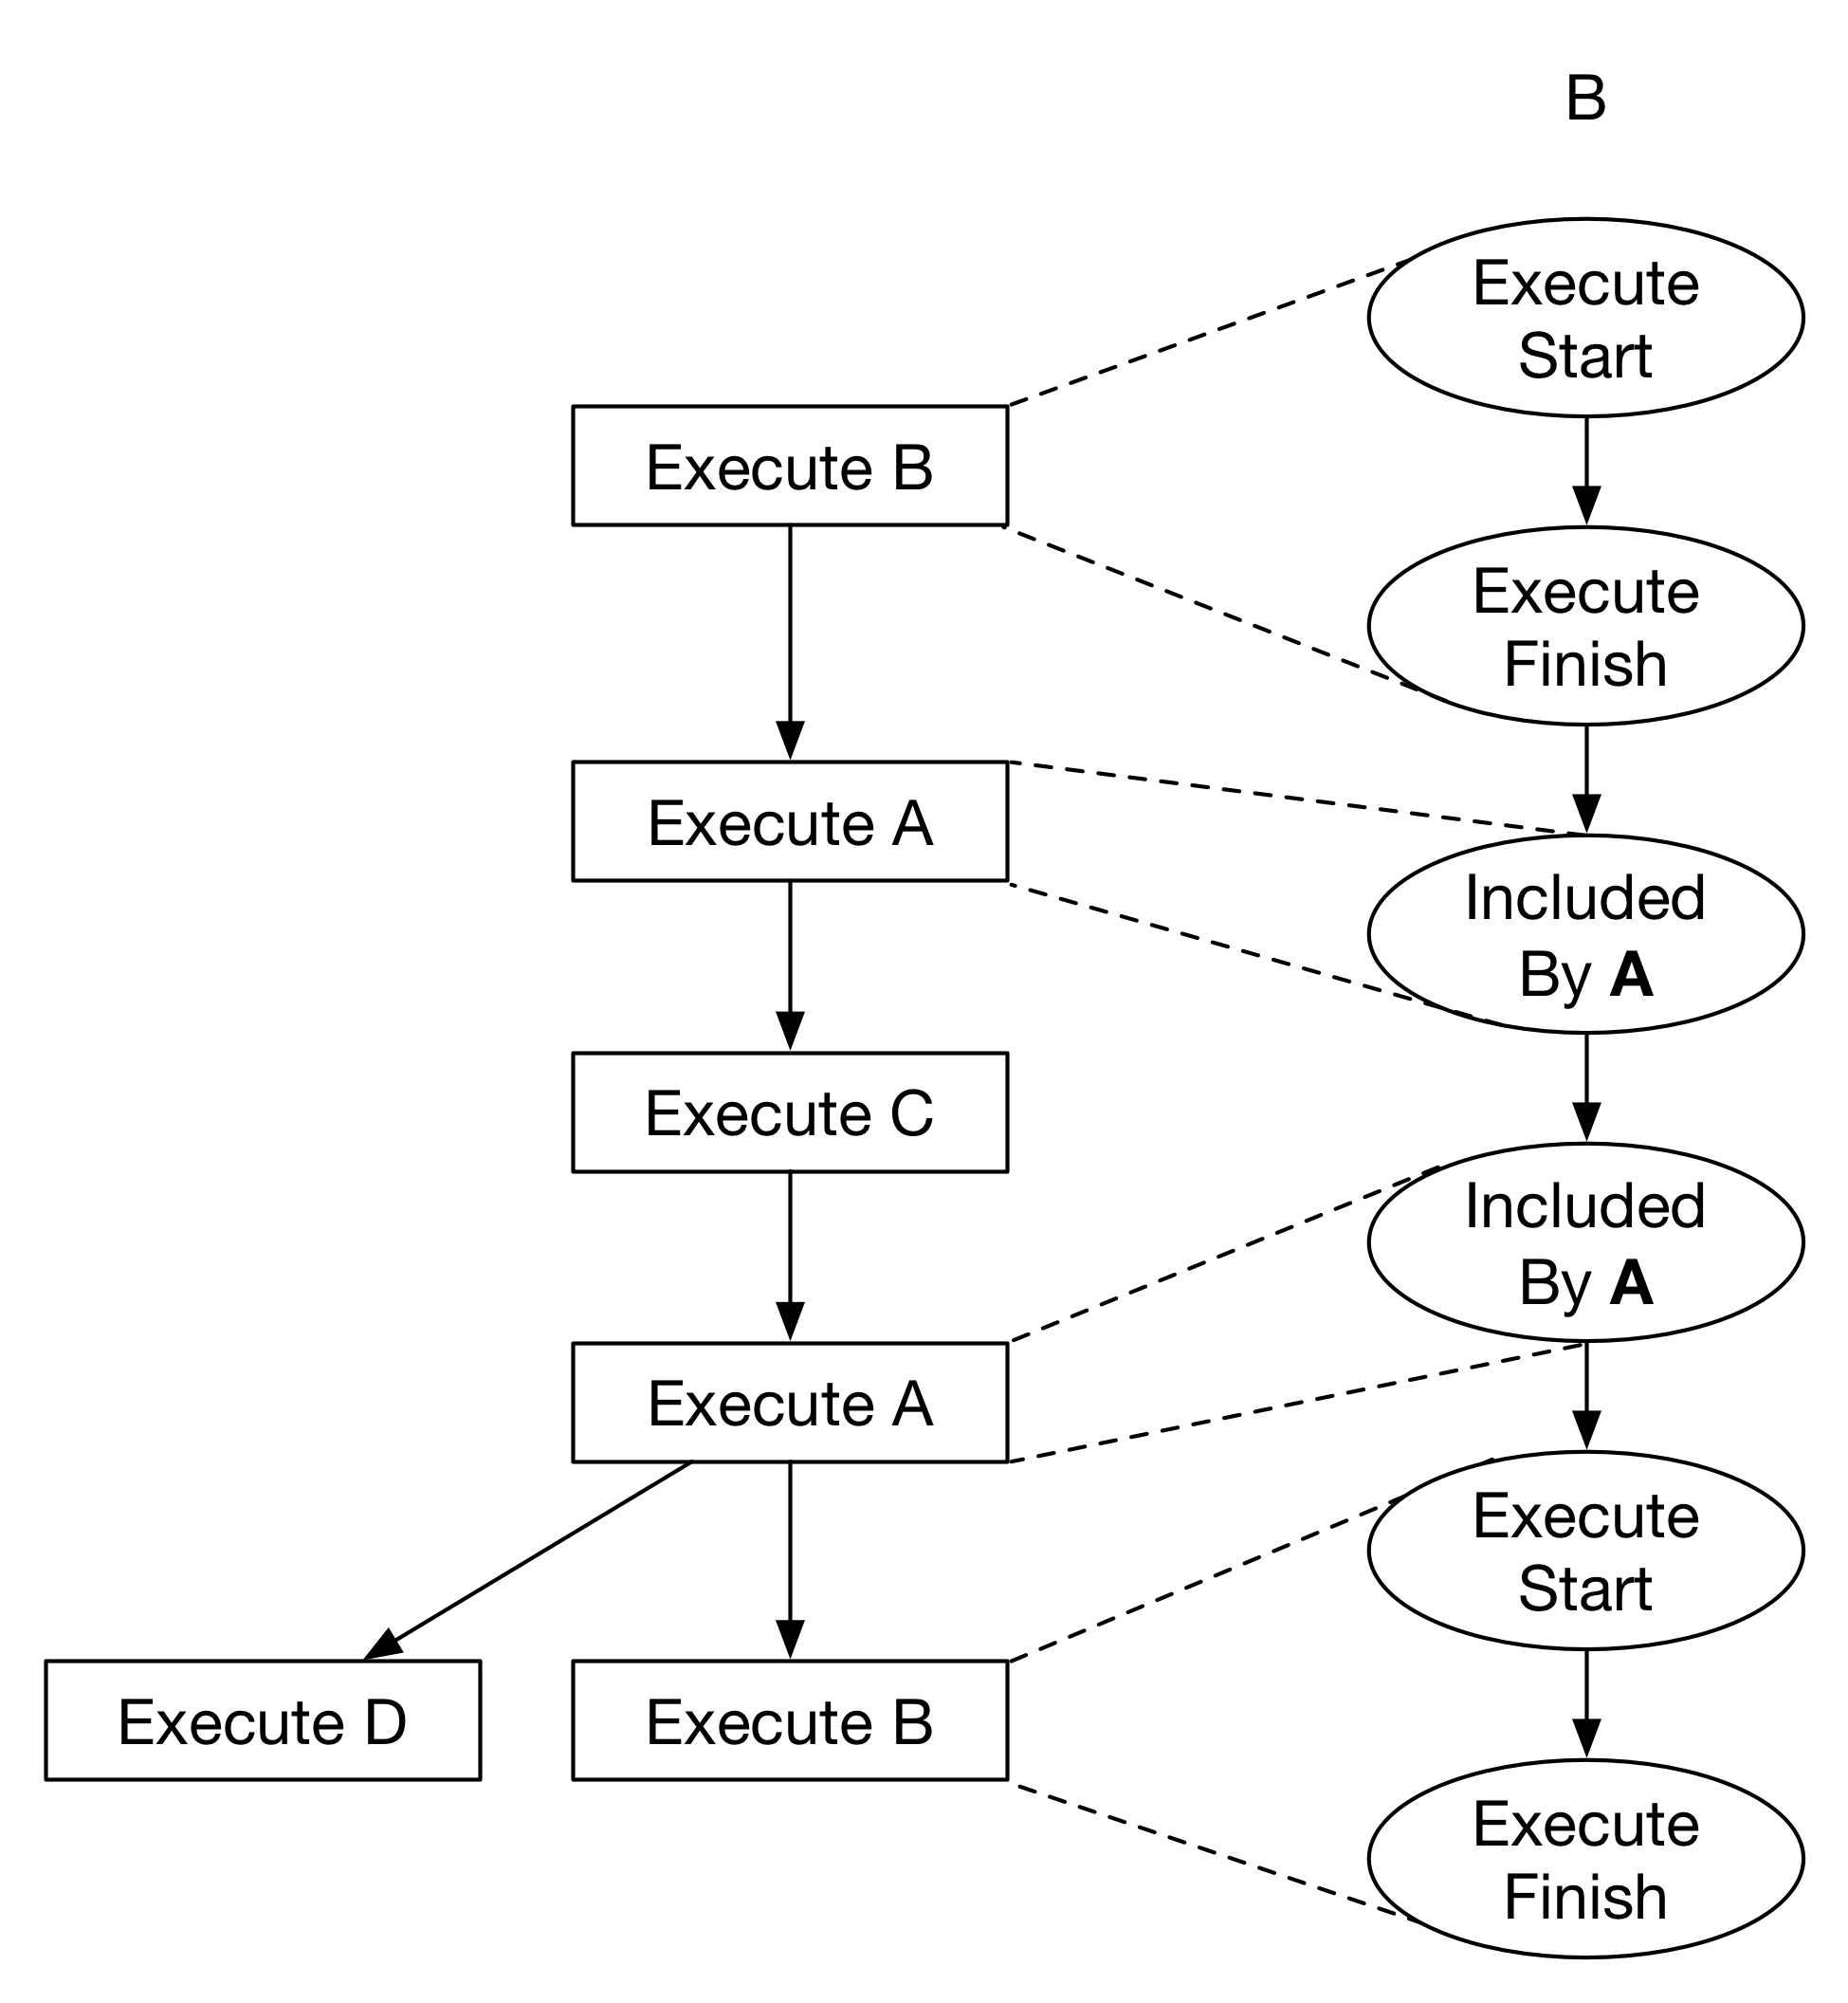 B
Execute
Start
Execute B
Execute
Finish
Execute A
Included
By A
Execute C
Included
By A
Execute A
Execute
Start
Execute D
Execute B
Execute
Finish